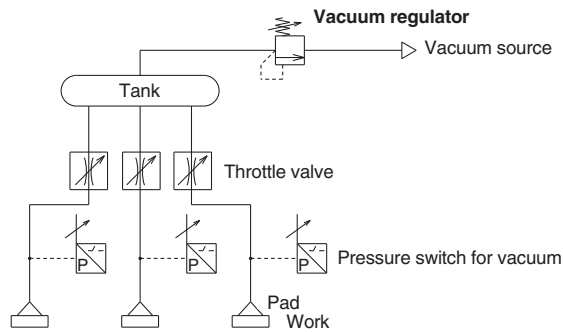 Vacuum regulator
Vacuum source
Tank
Throttle valve
P
P
P
Pressure switch for vacuum
Pad
Work